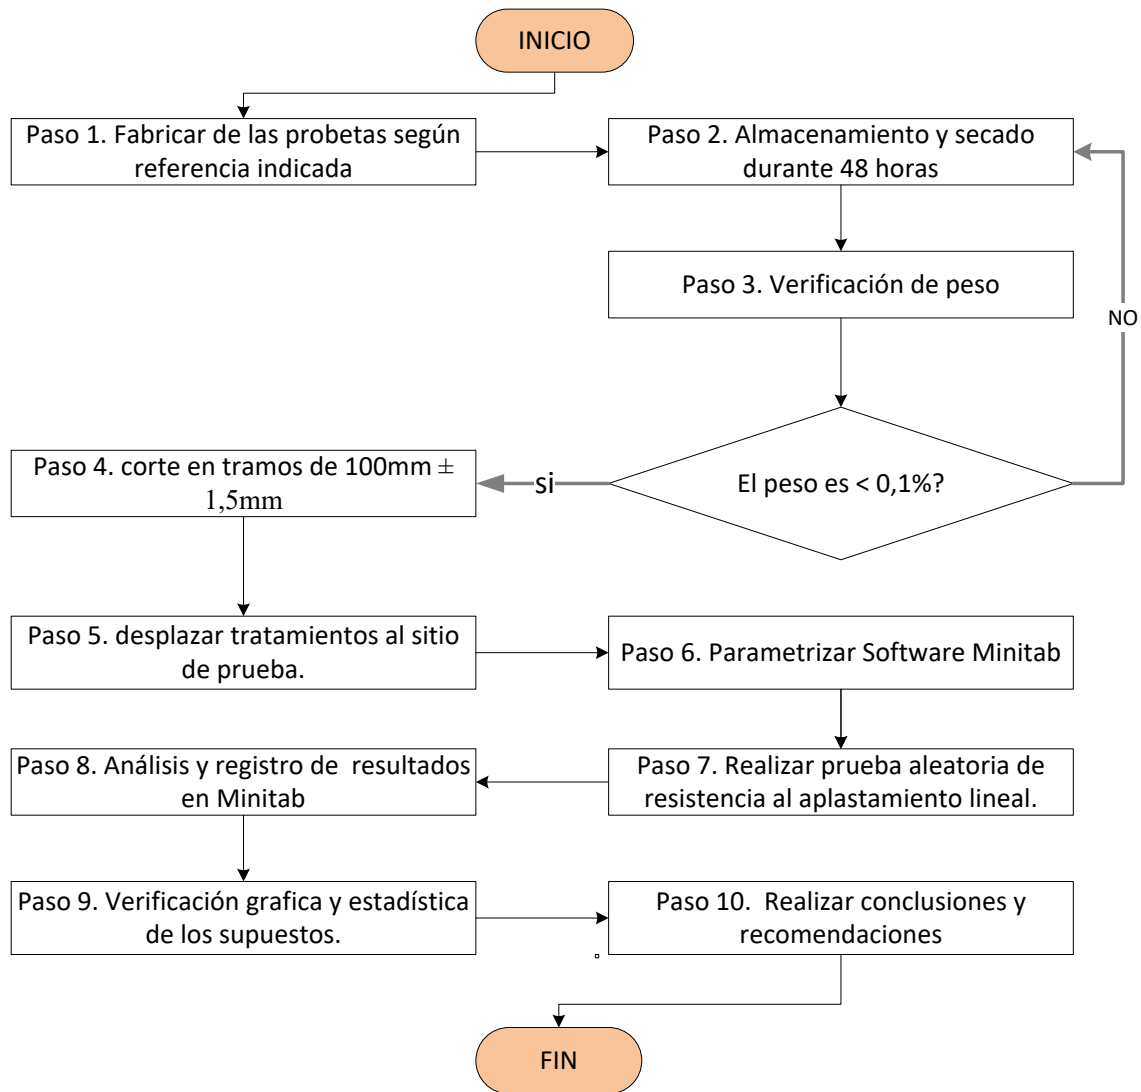 INICIO
Paso 1. Fabricar de las probetas según
referencia indicada
Paso 2. Almacenamiento y secado
durante 48 horas
Paso 3. Verificación de peso
NO
El peso es < 0,1%?
si
Paso 4. corte en tramos de 100mm ±
1,5mm
Paso 5. desplazar tratamientos al sitio
de prueba.
Paso 6. Parametrizar Software Minitab
Paso 7. Realizar prueba aleatoria de
resistencia al aplastamiento lineal.
Paso 8. Análisis y registro de  resultados
en Minitab
Paso 9. Verificación grafica y estadística
de los supuestos.
Paso 10.  Realizar conclusiones y
recomendaciones
FIN